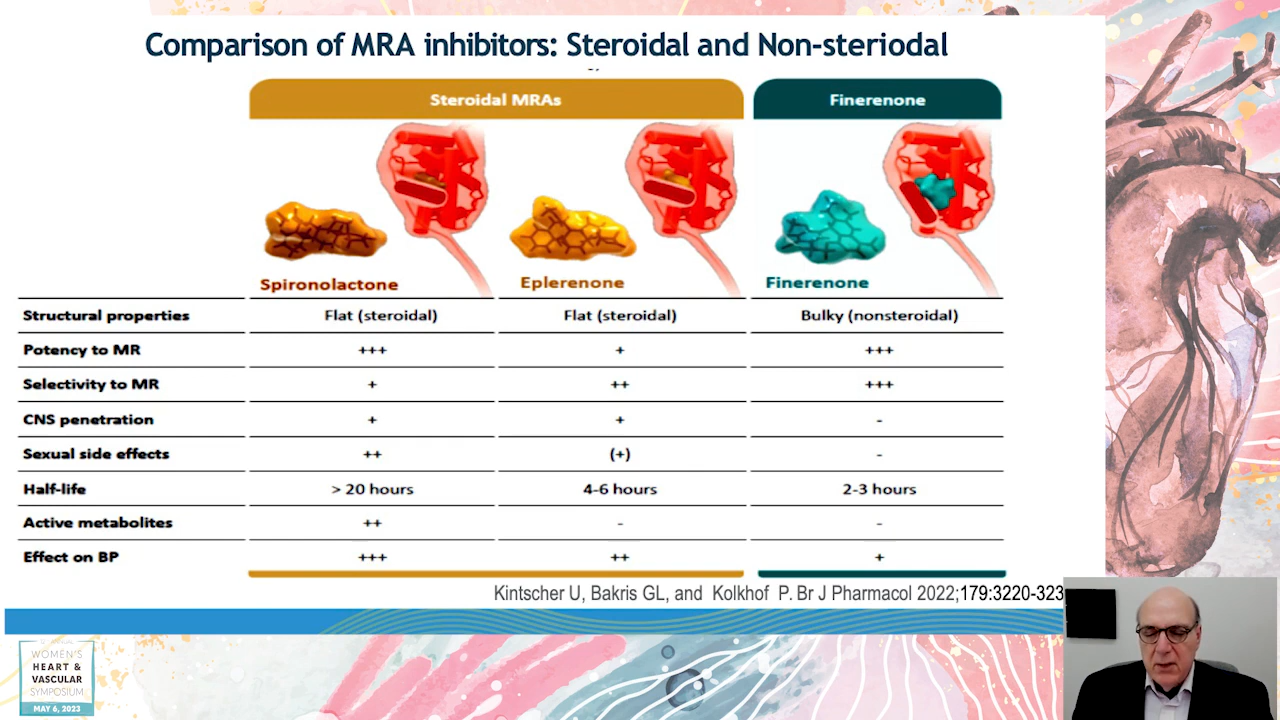 Comparison of MRA inhibitors: Steroidal and Non-steriodal
Steroidal MRAs
Finerenone
Spironolactone
Eplerenone
Finerenone
Structural properties Flat (steroidal) Flat (steroidal) Bulky (nonsteroidal)
Potency to MR +++ + +++
Selectivity to MR + ++ +++
CNS penetration + + -
Sexual side effects ++ (+) -
Half-life > 20 hours 4-6 hours 2-3 hours
Active metabolites ++ - -
Effect on BP +++ ++ +
Kintscher U, Bakris GL, and Kolkhof P. Br J Pharmacol 2022;179:3220-323
WOMEN'S
HEART &
VASCULAR
SYMPOSIUM
MAY 6, 2023